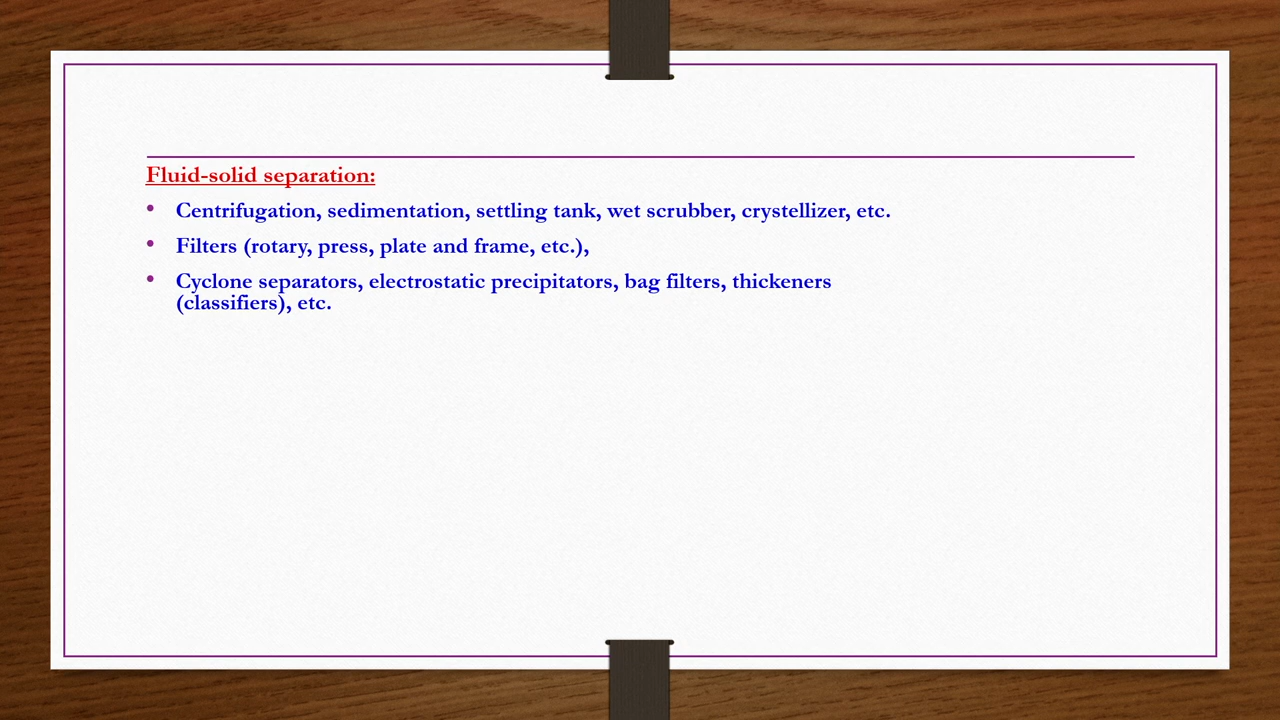 Fluid-solid separation:
• Centrifugation, sedimentation, settling tank, wet scrubber, crystellizer, etc.
• Filters (rotary, press, plate and frame, etc.),
• Cyclone separators, electrostatic precipitators, bag filters, thickeners
(classifiers), etc.